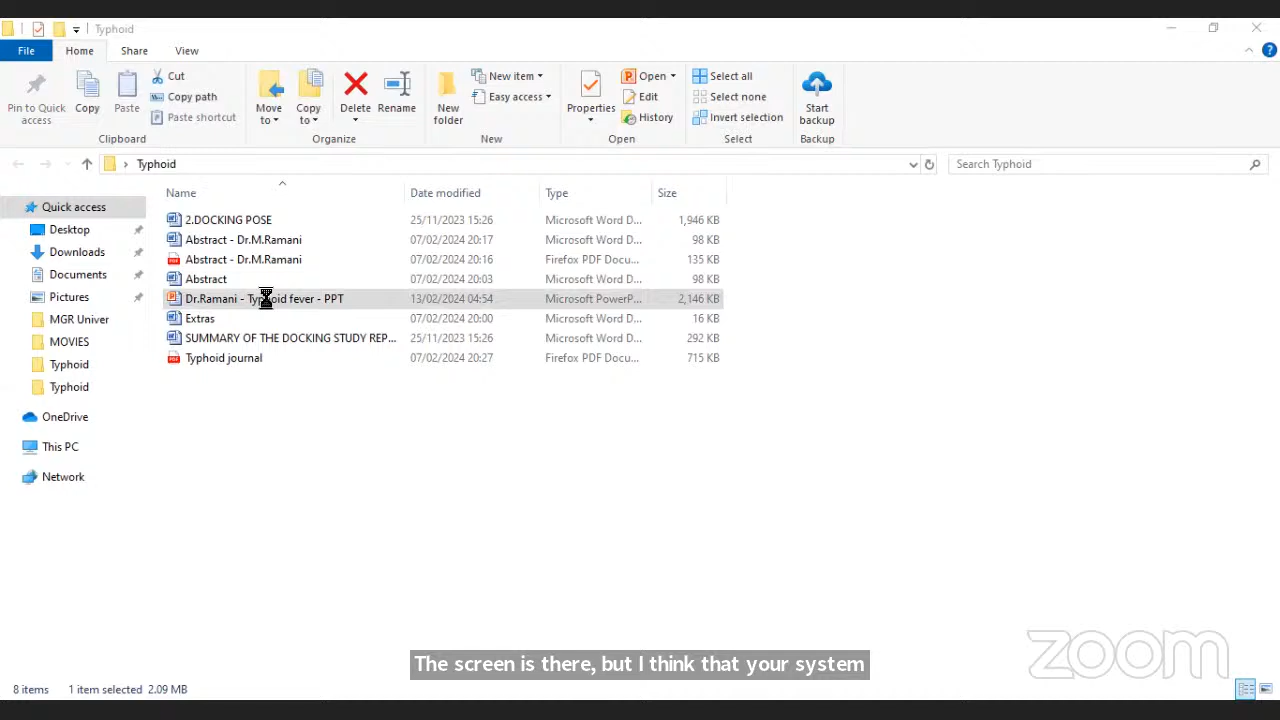 Typhoid
File Home Share View
Pin to Quick access
Copy
Paste
Cut
Copy path
Paste shortcut
Clipboard
Move to
Copy to
Delete
Rename
Organize
New folder
New item
Easy access
New
Properties
Open
Edit
History
Open
Select all
Select none
Invert selection
Select
Start backup
Backup
Typhoid
Search Typhoid
Name Date modified Type Size
Quick access
Desktop
Downloads
Documents
Pictures
MGR Univer
MOVIES
Typhoid
Typhoid
OneDrive
This PC
Network
2.DOCKING POSE 25/11/2023 15:26 Microsoft Word D... 1,946 KB
Abstract - Dr.M.Ramani 07/02/2024 20:17 Microsoft Word D... 98 KB
Abstract - Dr.M.Ramani 07/02/2024 20:16 Firefox PDF Docu... 135 KB
Abstract 07/02/2024 20:03 Microsoft Word D... 98 KB
Dr.Ramani - Typhoid fever - PPT 13/02/2024 04:54 Microsoft PowerP... 2,146 KB
Extras 07/02/2024 20:00 Microsoft Word D... 16 KB
SUMMARY OF THE DOCKING STUDY REP... 25/11/2023 15:26 Microsoft Word D... 292 KB
Typhoid journal 07/02/2024 20:27 Firefox PDF Docu... 715 KB
zoom
The screen is there, but I think that your system
8 items 1 item selected 2.09 MB